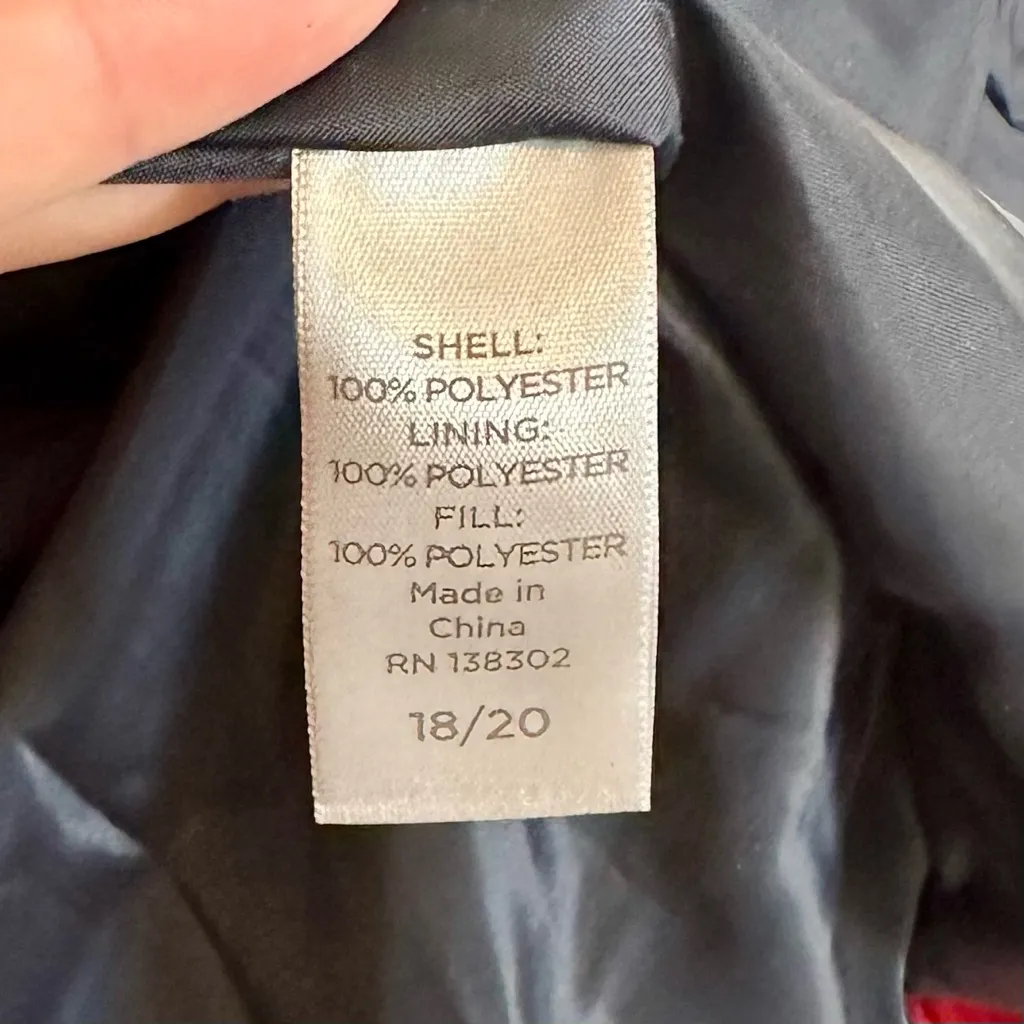 SHELL:
100% POLYESTER
LINING:
100% POLYESTER
FILL:
100% POLYESTER
Made in
China
RN 138302
18/20